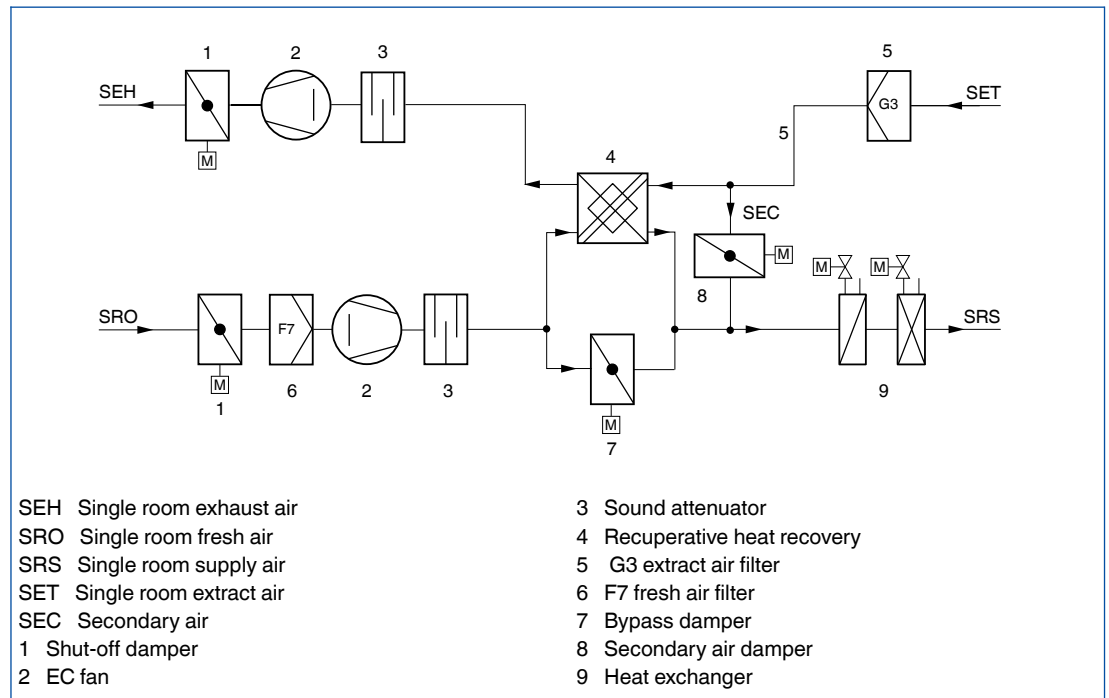 1 2 3 5
SEH G3 SET
M 5
4
SEC
M M M
8
SRO F7 SRS
M 1 6 2 3 9
M
7
SEH Single room exhaust air
SRO Single room fresh air
SRS Single room supply air
SET Single room extract air
SEC Secondary air
1 Shut-off damper
2 EC fan
3 Sound attenuator
4 Recuperative heat recovery
5 G3 extract air filter
6 F7 fresh air filter
7 Bypass damper
8 Secondary air damper
9 Heat exchanger